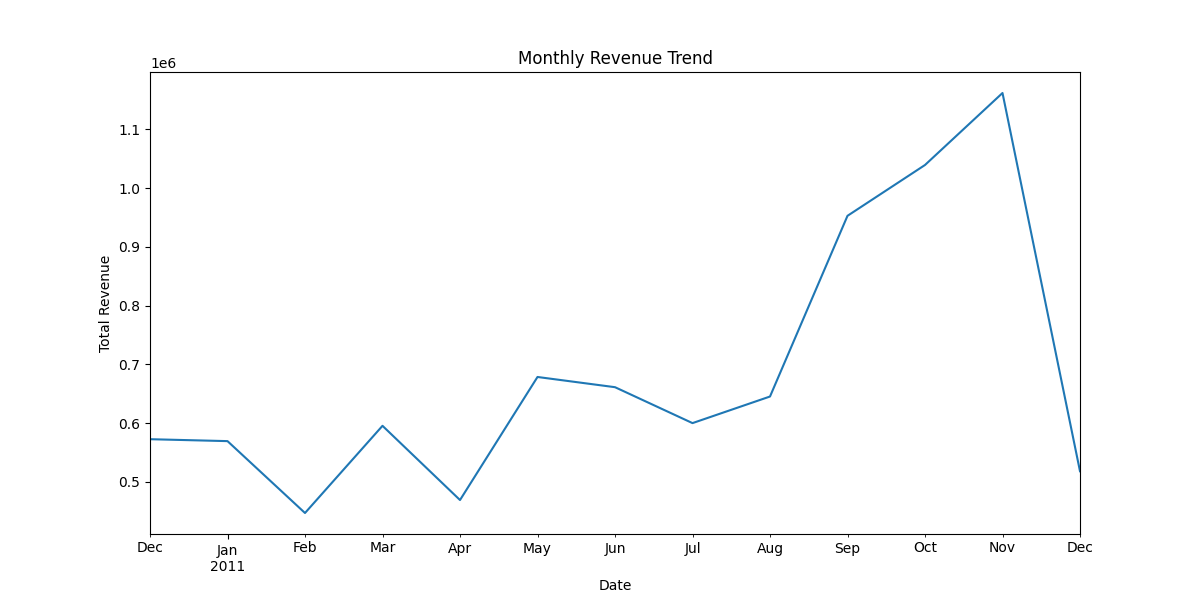 Monthly Revenue Trend
1e6
1.1
1.0
0.9
0.8
0.7
0.6
0.5
Total Revenue
Dec Jan Feb Mar Apr May Jun Jul Aug Sep Oct Nov Dec
2011
Date